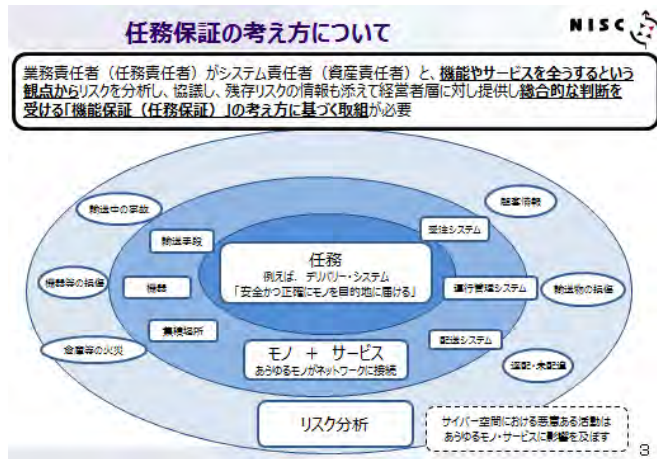 任務保証の考え方について
NISC
業務責任者（任務責任者）がシステム責任者（資産責任者）と、機能やサービスを全うするという
観点からリスクを分析し、協議し、残存リスクの情報も添えて経営者層に対し提供し総合的な判断を
受ける「機能保証（任務保証）」の考え方に基づく取組が必要
輸送中の事故
顧客情報
輸送手段
受注システム
任務
例えば、デリバリー・システム
「安全かつ正確にモノを目的地に届ける」
機器等の損傷
機器
運行管理システム
輸送物の損傷
集積場所
配送システム
倉庫等の火災
モノ ＋ サービス
あらゆるモノがネットワークに接続
遅配・未配達
リスク分析
サイバー空間における悪意ある活動は
あらゆるモノ・サービスに影響を及ぼす
3